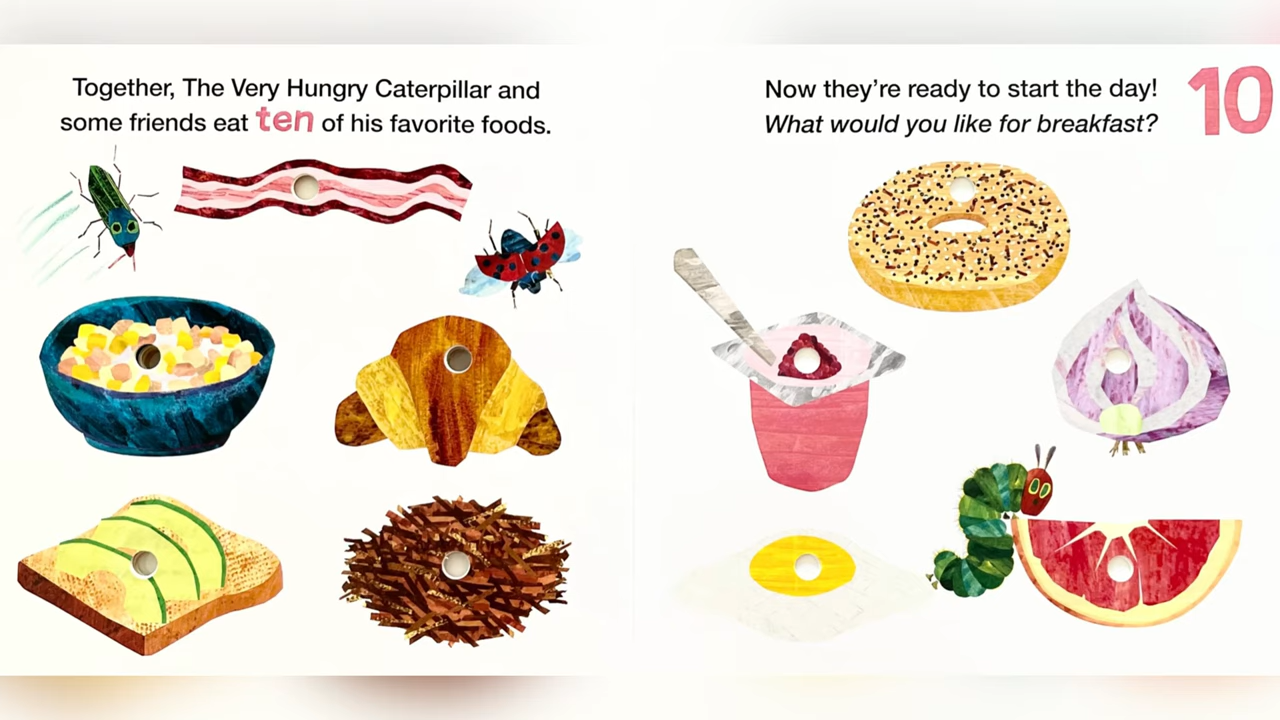 Together, The Very Hungry Caterpillar and
some friends eat ten of his favorite foods.
Now they’re ready to start the day!
What would you like for breakfast?
10